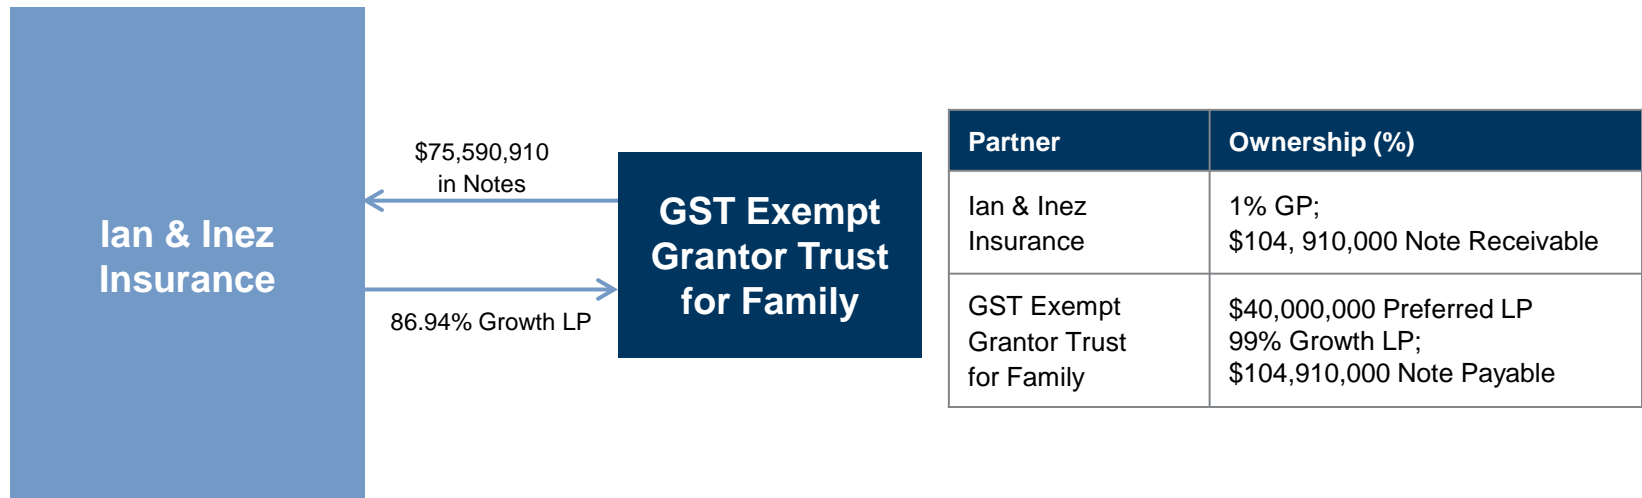 Ian & Inez
Insurance
$75,590,910
in Notes
86.94% Growth LP
GST Exempt
Grantor Trust
for Family
Partner
Ownership (%)
Ian & Inez
Insurance
1% GP;
$104, 910,000 Note Receivable
GST Exempt
Grantor Trust
for Family
$40,000,000 Preferred LP
99% Growth LP;
$104,910,000 Note Payable